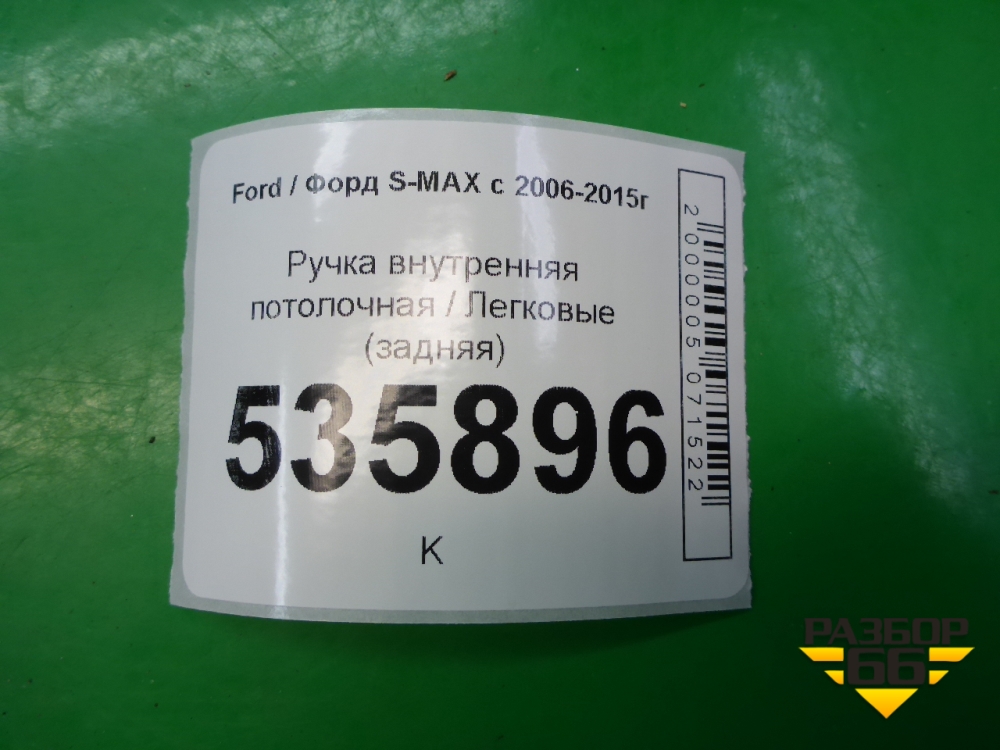 Ford / Форд S-MAX с 2006-2015г
Ручка внутренняя
потолочная / Легковые
(задняя)
535896
К
2000005071522
РАЗБОР
66